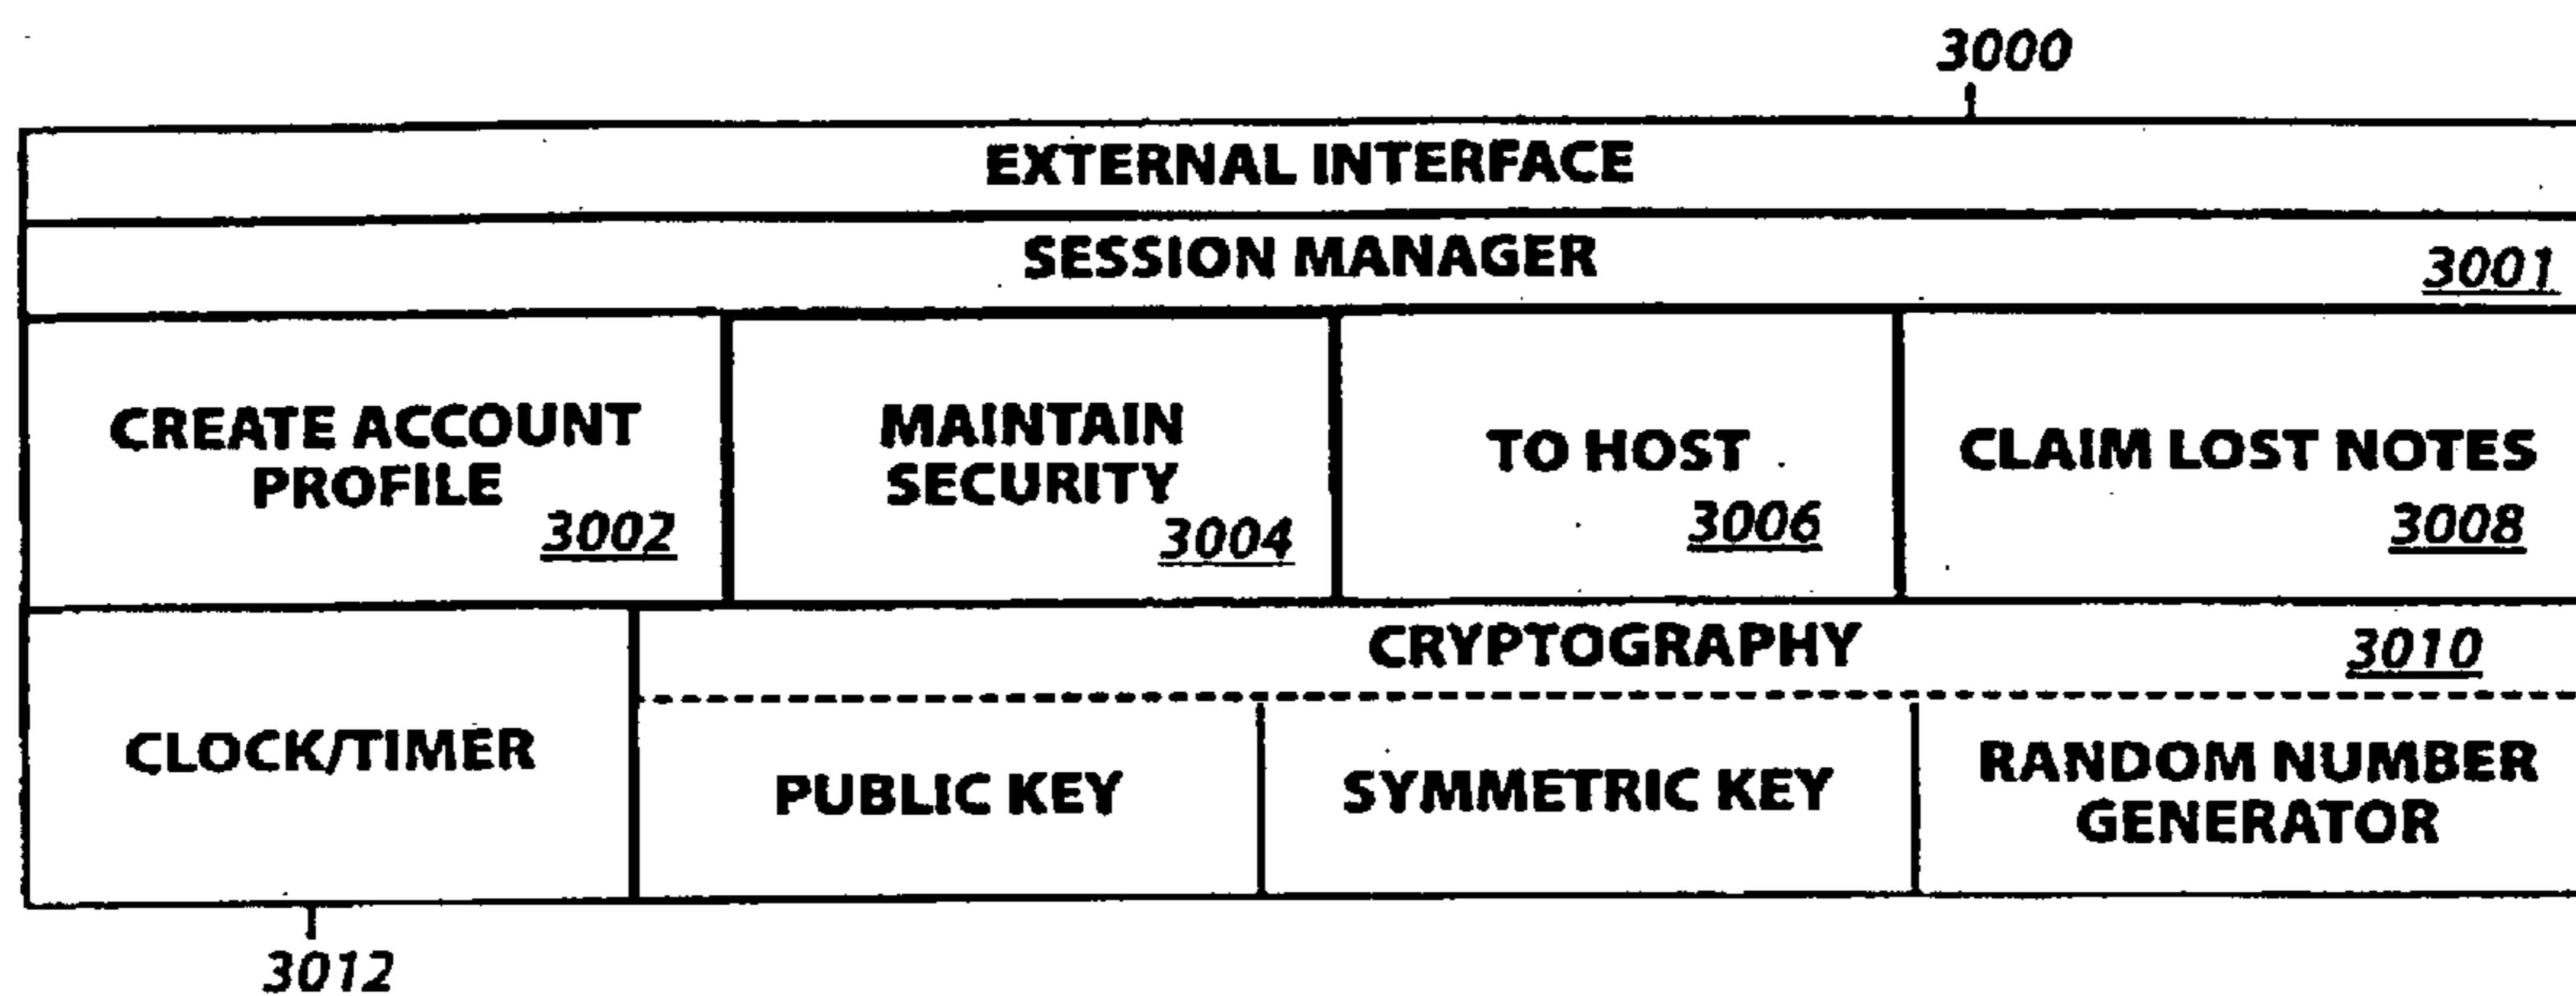 3000
EXTERNAL INTERFACE
SESSION MANAGER
3001
CREATE ACCOUNT
PROFILE
3002
MAINTAIN
SECURITY
3004
TO HOST
3006
CLAIM LOST NOTES
3008
CLOCK/TIMER
CRYPTOGRAPHY
3010
PUBLIC KEY
SYMMETRIC KEY
RANDOM NUMBER
GENERATOR
3012